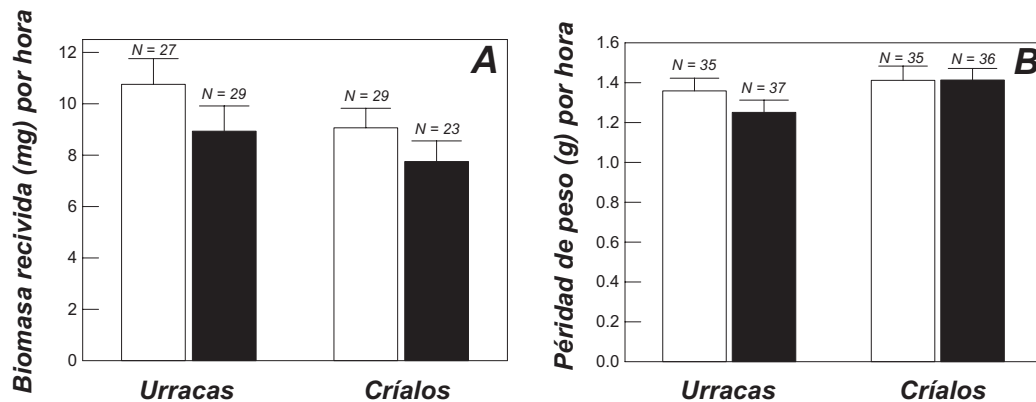 Biomasa recivida (mg) por hora
12
10
8
6
4
2
0
A
N = 27
N = 29
N = 29
N = 23
Urracas
Críalos
Péridad de peso (g) por hora
1.6
1.4
1.2
1.0
0.8
0.6
0.4
0.2
0.0
B
N = 35
N = 37
N = 35
N = 36
Urracas
Críalos